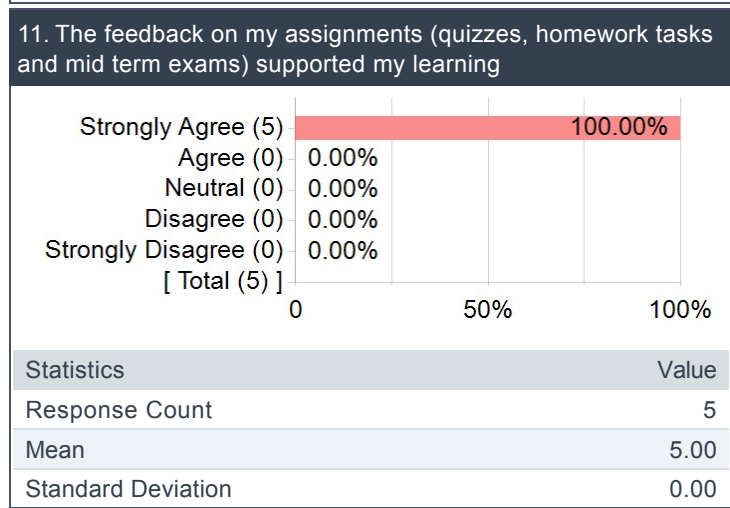 11. The feedback on my assignments (quizzes, homework tasks
and mid term exams) supported my learning
Strongly Agree (5) 100.00%
Agree (0) 0.00%
Neutral (0) 0.00%
Disagree (0) 0.00%
Strongly Disagree (0) 0.00%
[ Total (5) ]
0 50% 100%
Statistics Value
Response Count 5
Mean 5.00
Standard Deviation 0.00